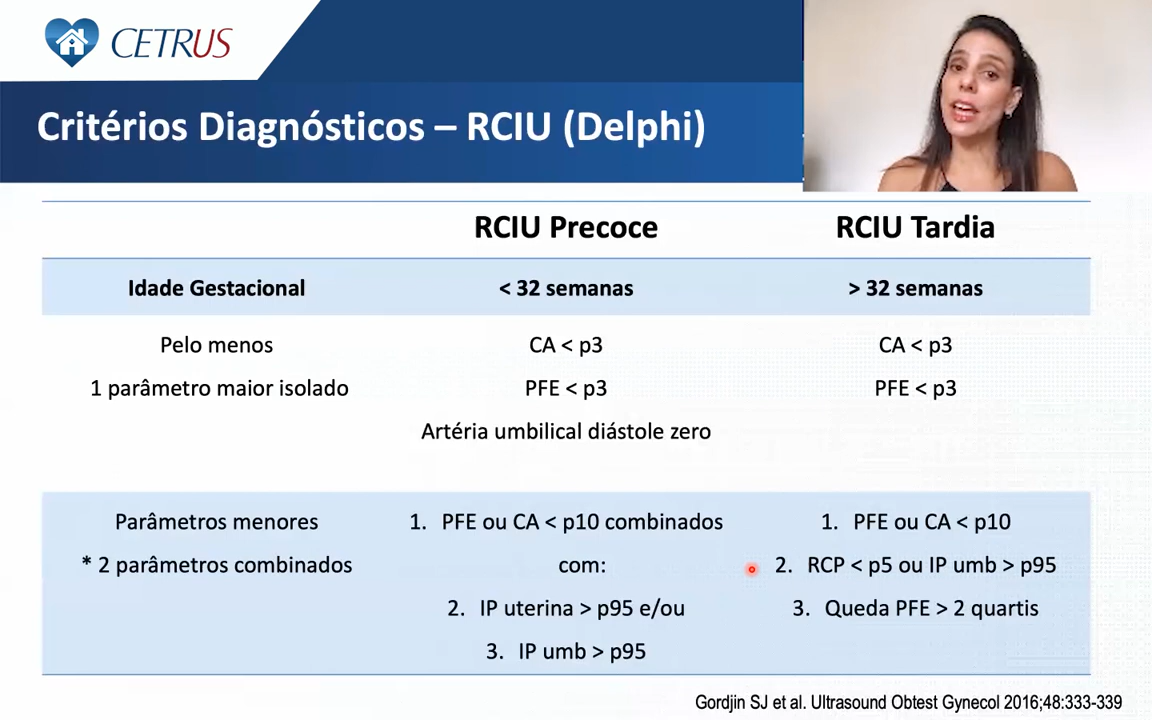 CETRUS
Critérios Diagnósticos – RCIU (Delphi)
RCIU Precoce RCIU Tardia
Idade Gestacional < 32 semanas > 32 semanas
Pelo menos CA < p3 CA < p3
1 parâmetro maior isolado PFE < p3 PFE < p3
Artéria umbilical diástole zero
Parâmetros menores 1. PFE ou CA < p10 combinados 1. PFE ou CA < p10
* 2 parâmetros combinados com: 2. RCP < p5 ou IP umb > p95
2. IP uterina > p95 e/ou 3. Queda PFE > 2 quartis
3. IP umb > p95
Gordjin SJ et al. Ultrasound Obtest Gynecol 2016;48:333-339